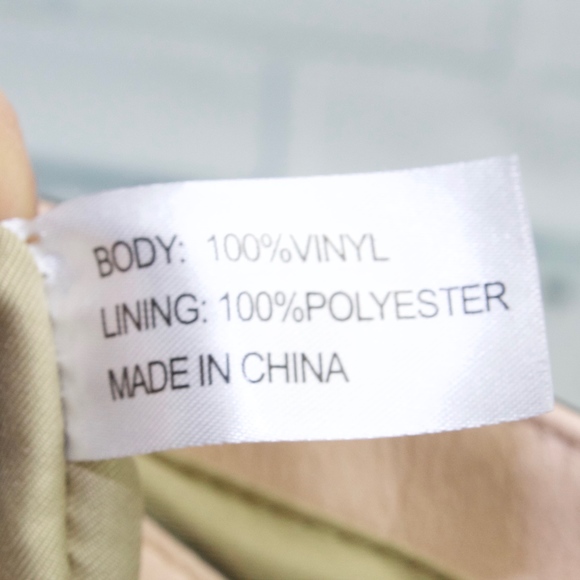 BODY: 100%VINYL
LINING: 100%POLYESTER
MADE IN CHINA